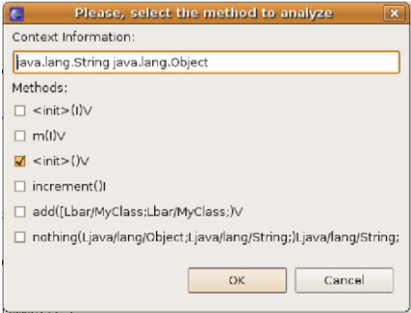 Please, select the method to analyze
Context Information:
java.lang.String java.lang.Object
Methods:
<init>(I)V
m(I)V
<init>()V
increment()I
add([Lbar/MyClass;Lbar/MyClass;)V
nothing(Ljava/lang/Object;Ljava/lang/String;)Ljava/lang/String;
OK Cancel